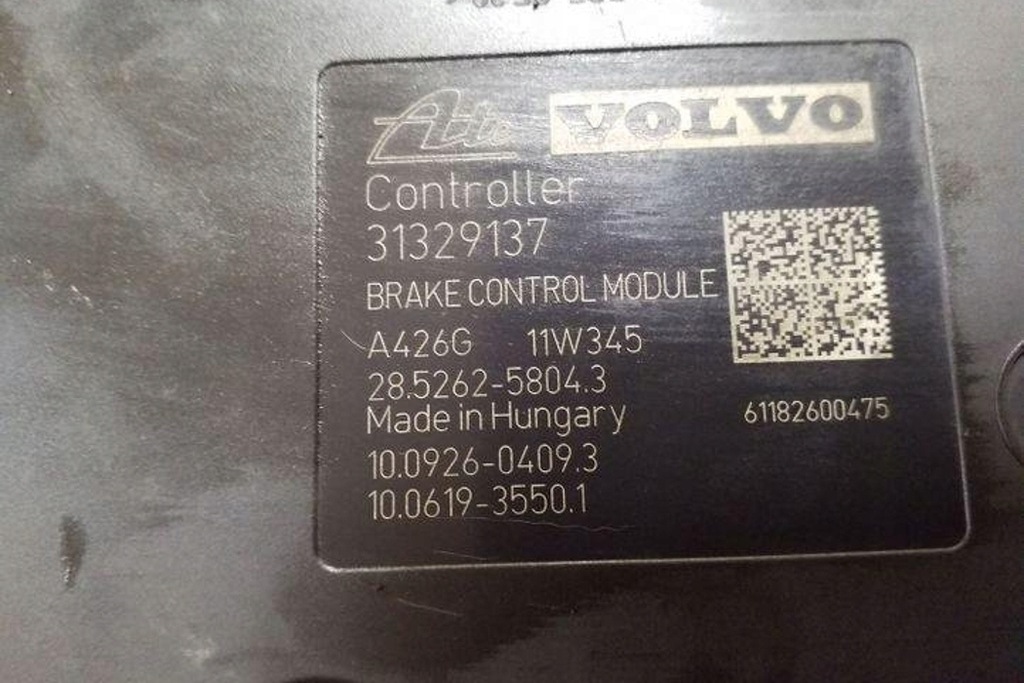 Ate VOLVO
Controller
31329137
BRAKE CONTROL MODULE
A426G 11W345
28.5262-5804.3
Made in Hungary
61182600475
10.0926-0409.3
10.0619-3550.1